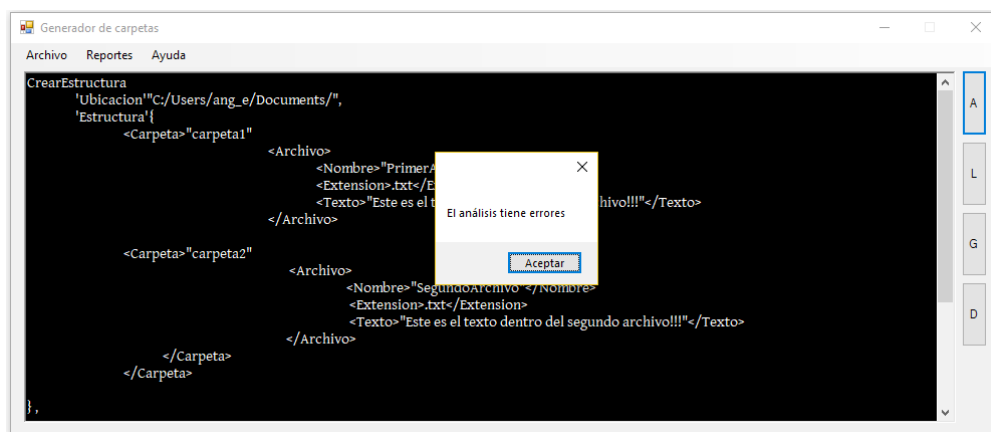 Generador de carpetas
Archivo Reportes Ayuda
CrearEstructura
'Ubicacion'"C:/Users/ang_e/Documents/",
'Estructura'{
<Carpeta>"carpeta1"
<Archivo>
<Nombre>"PrimerA
<Extension>.txt</E
<Texto>"Este es el t hivo!!!"</Texto>
</Archivo>
<Carpeta>"carpeta2"
<Archivo>
<Nombre>"SegundoArchivo"</Nombre>
<Extension>.txt</Extension>
<Texto>"Este es el texto dentro del segundo archivo!!!"</Texto>
</Archivo>
</Carpeta>
</Carpeta>
},
El análisis tiene errores
Aceptar
A
L
G
D